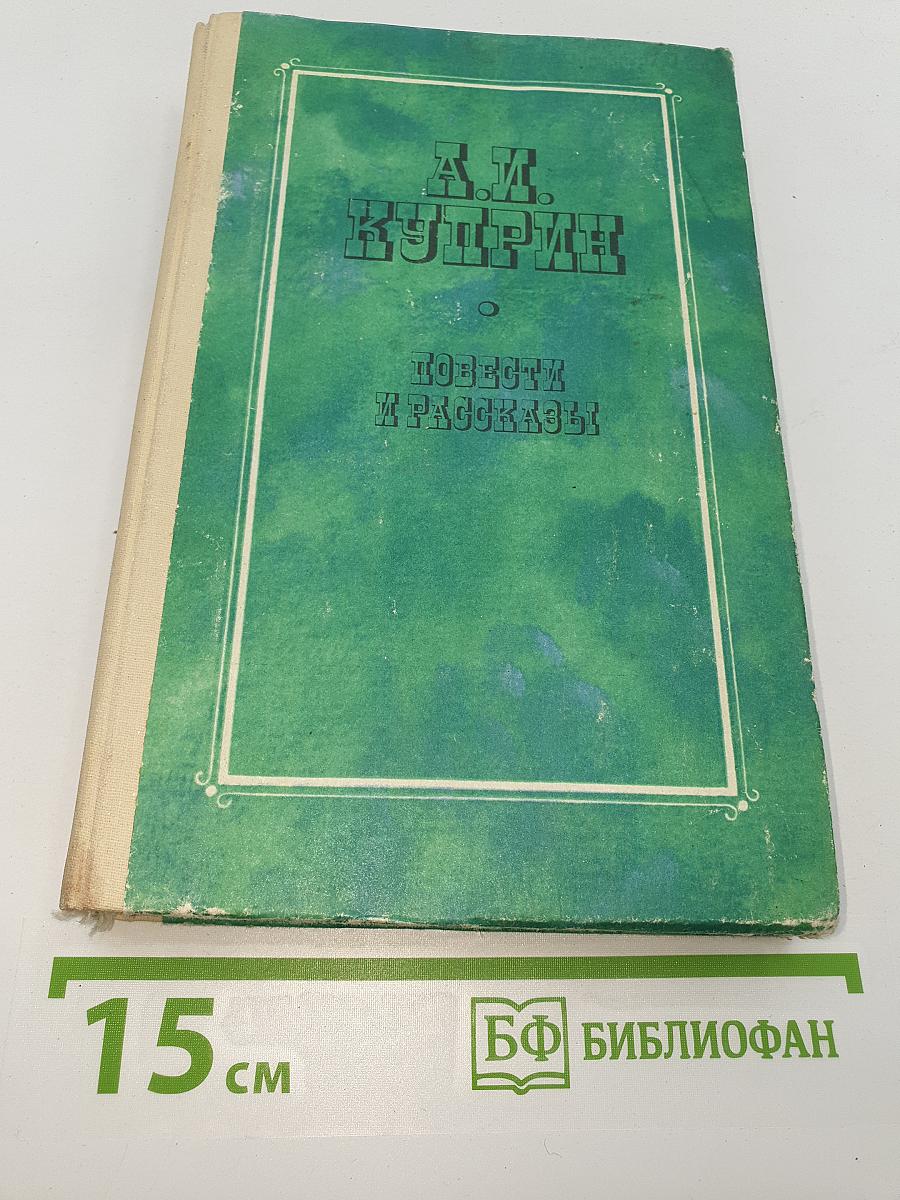 А.И.
КУПРИН
ПОВЕСТИ
И РАССКАЗЫ
15 см
БФ БИБЛИОФАН